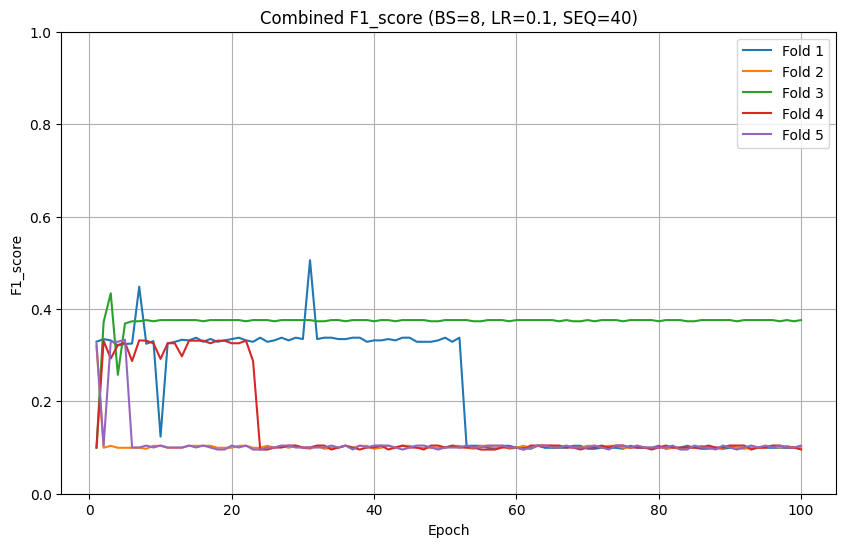 Combined F1_score (BS=8, LR=0.1, SEQ=40)
Fold 1
Fold 2
Fold 3
Fold 4
Fold 5
1.0
0.8
0.6
0.4
0.2
0.0
F1_score
0
20
40
60
80
100
Epoch